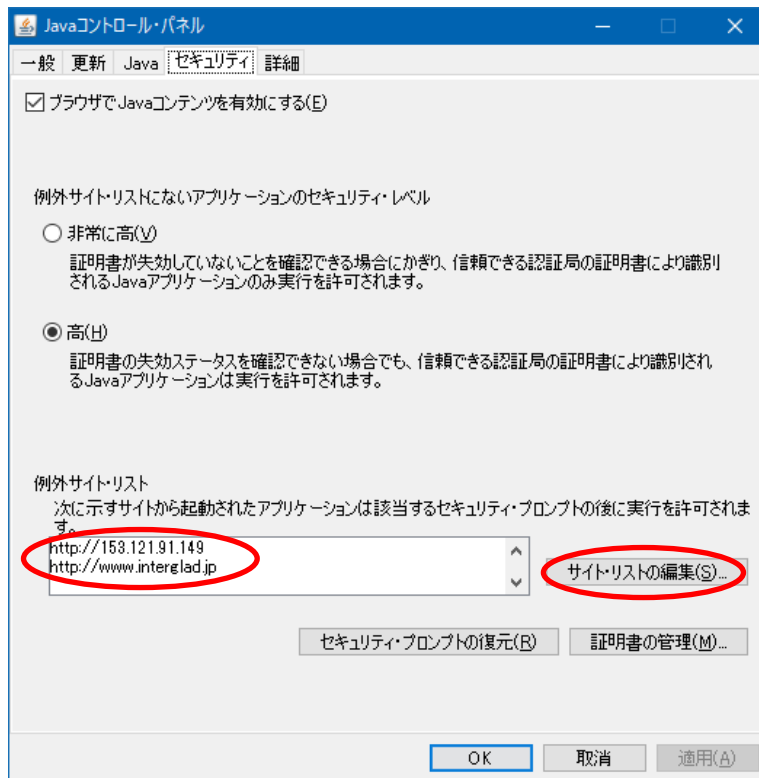 Javaコントロール・パネル
一般 更新 Java セキュリティ 詳細
ブラウザでJavaコンテンツを有効にする(E)
例外サイト・リストにないアプリケーションのセキュリティ・レベル
非常に高(V)
証明書が失効していないことを確認できる場合にかぎり、信頼できる認証局の証明書により識別
されるJavaアプリケーションのみ実行を許可されます。
高(H)
証明書の失効ステータスを確認できない場合でも、信頼できる認証局の証明書により識別され
るJavaアプリケーションは実行を許可されます。
例外サイト・リスト
次に示すサイトから起動されたアプリケーションは該当するセキュリティ・プロンプトの後に実行を許可されま
す。
http://153.121.91.149
http://www.interglad.jp
サイト・リストの編集(S)...
セキュリティ・プロンプトの復元(R) 証明書の管理(M)...
OK 取消 適用(A)